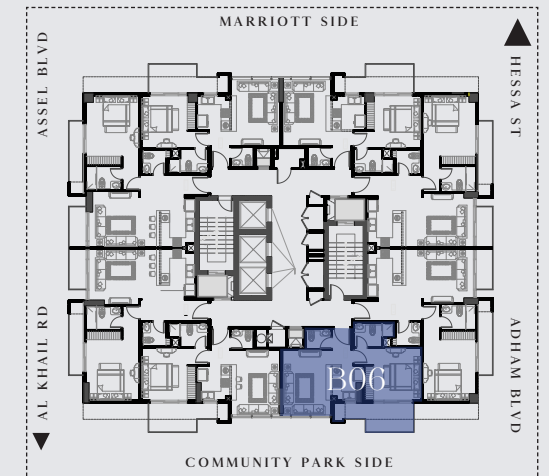 MARRIOTT SIDE
ASSEL BLVD
HESSA ST
AL KHAIL RD
ADHAM BLVD
B06
COMMUNITY PARK SIDE